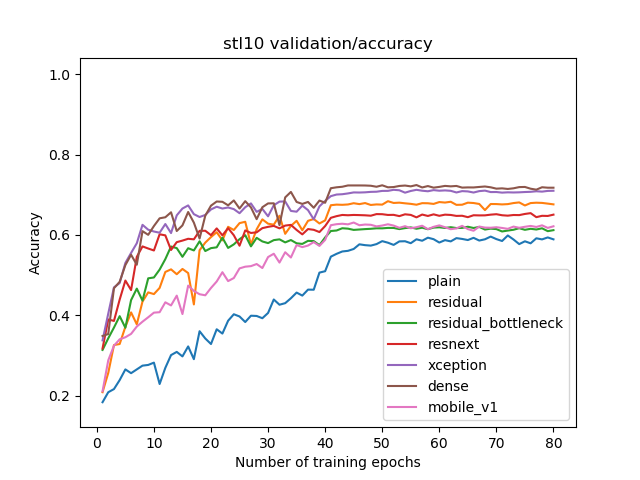 stl10 validation/accuracy
Accuracy
1.0
0.8
0.6
0.4
0.2
0 10 20 30 40 50 60 70 80
Number of training epochs
plain
residual
residual_bottleneck
resnext
xception
dense
mobile_v1